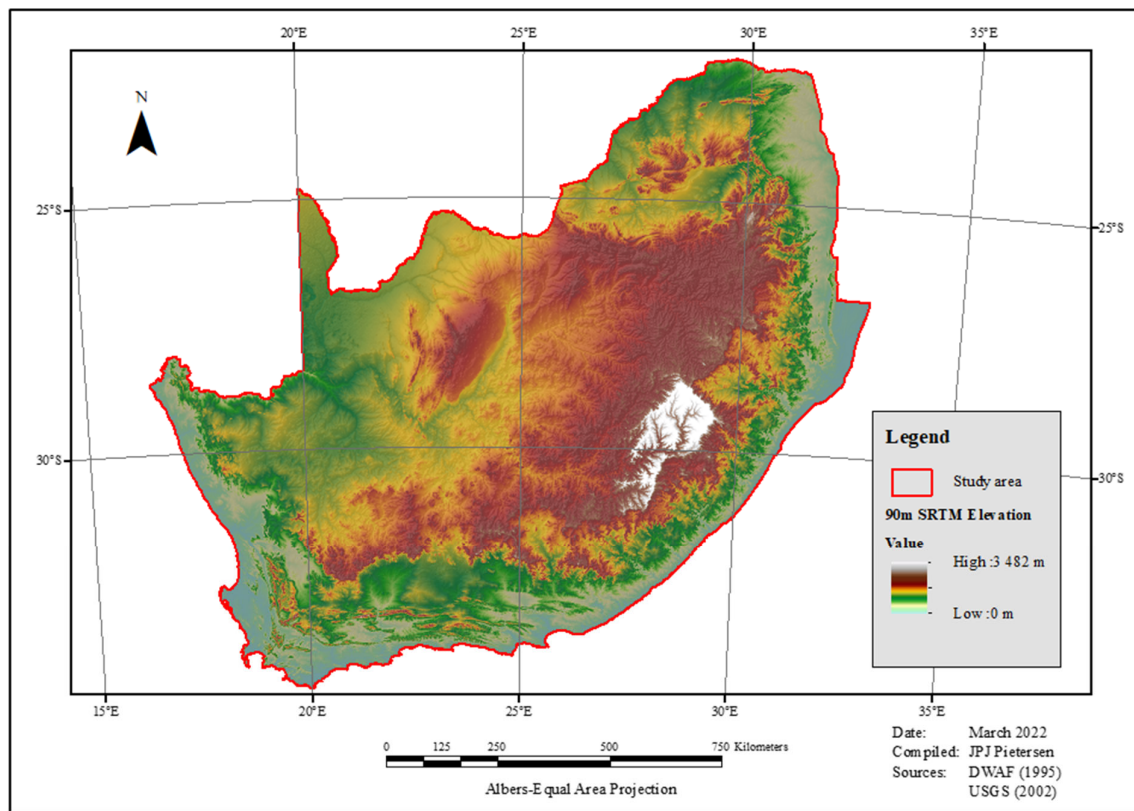 20°E 25°E 30°E 35°E
N
25°S
25°S
30°S
30°S
Legend
Study area
90m SRTM Elevation
Value
High :3 482 m
Low :0 m
15°E 20°E 25°E 30°E 35°E
0 125 250 500 750 Kilometers
Albers-Equal Area Projection
Date: March 2022
Compiled: JPJ Pietersen
Sources: DWAF (1995)
USGS (2002)